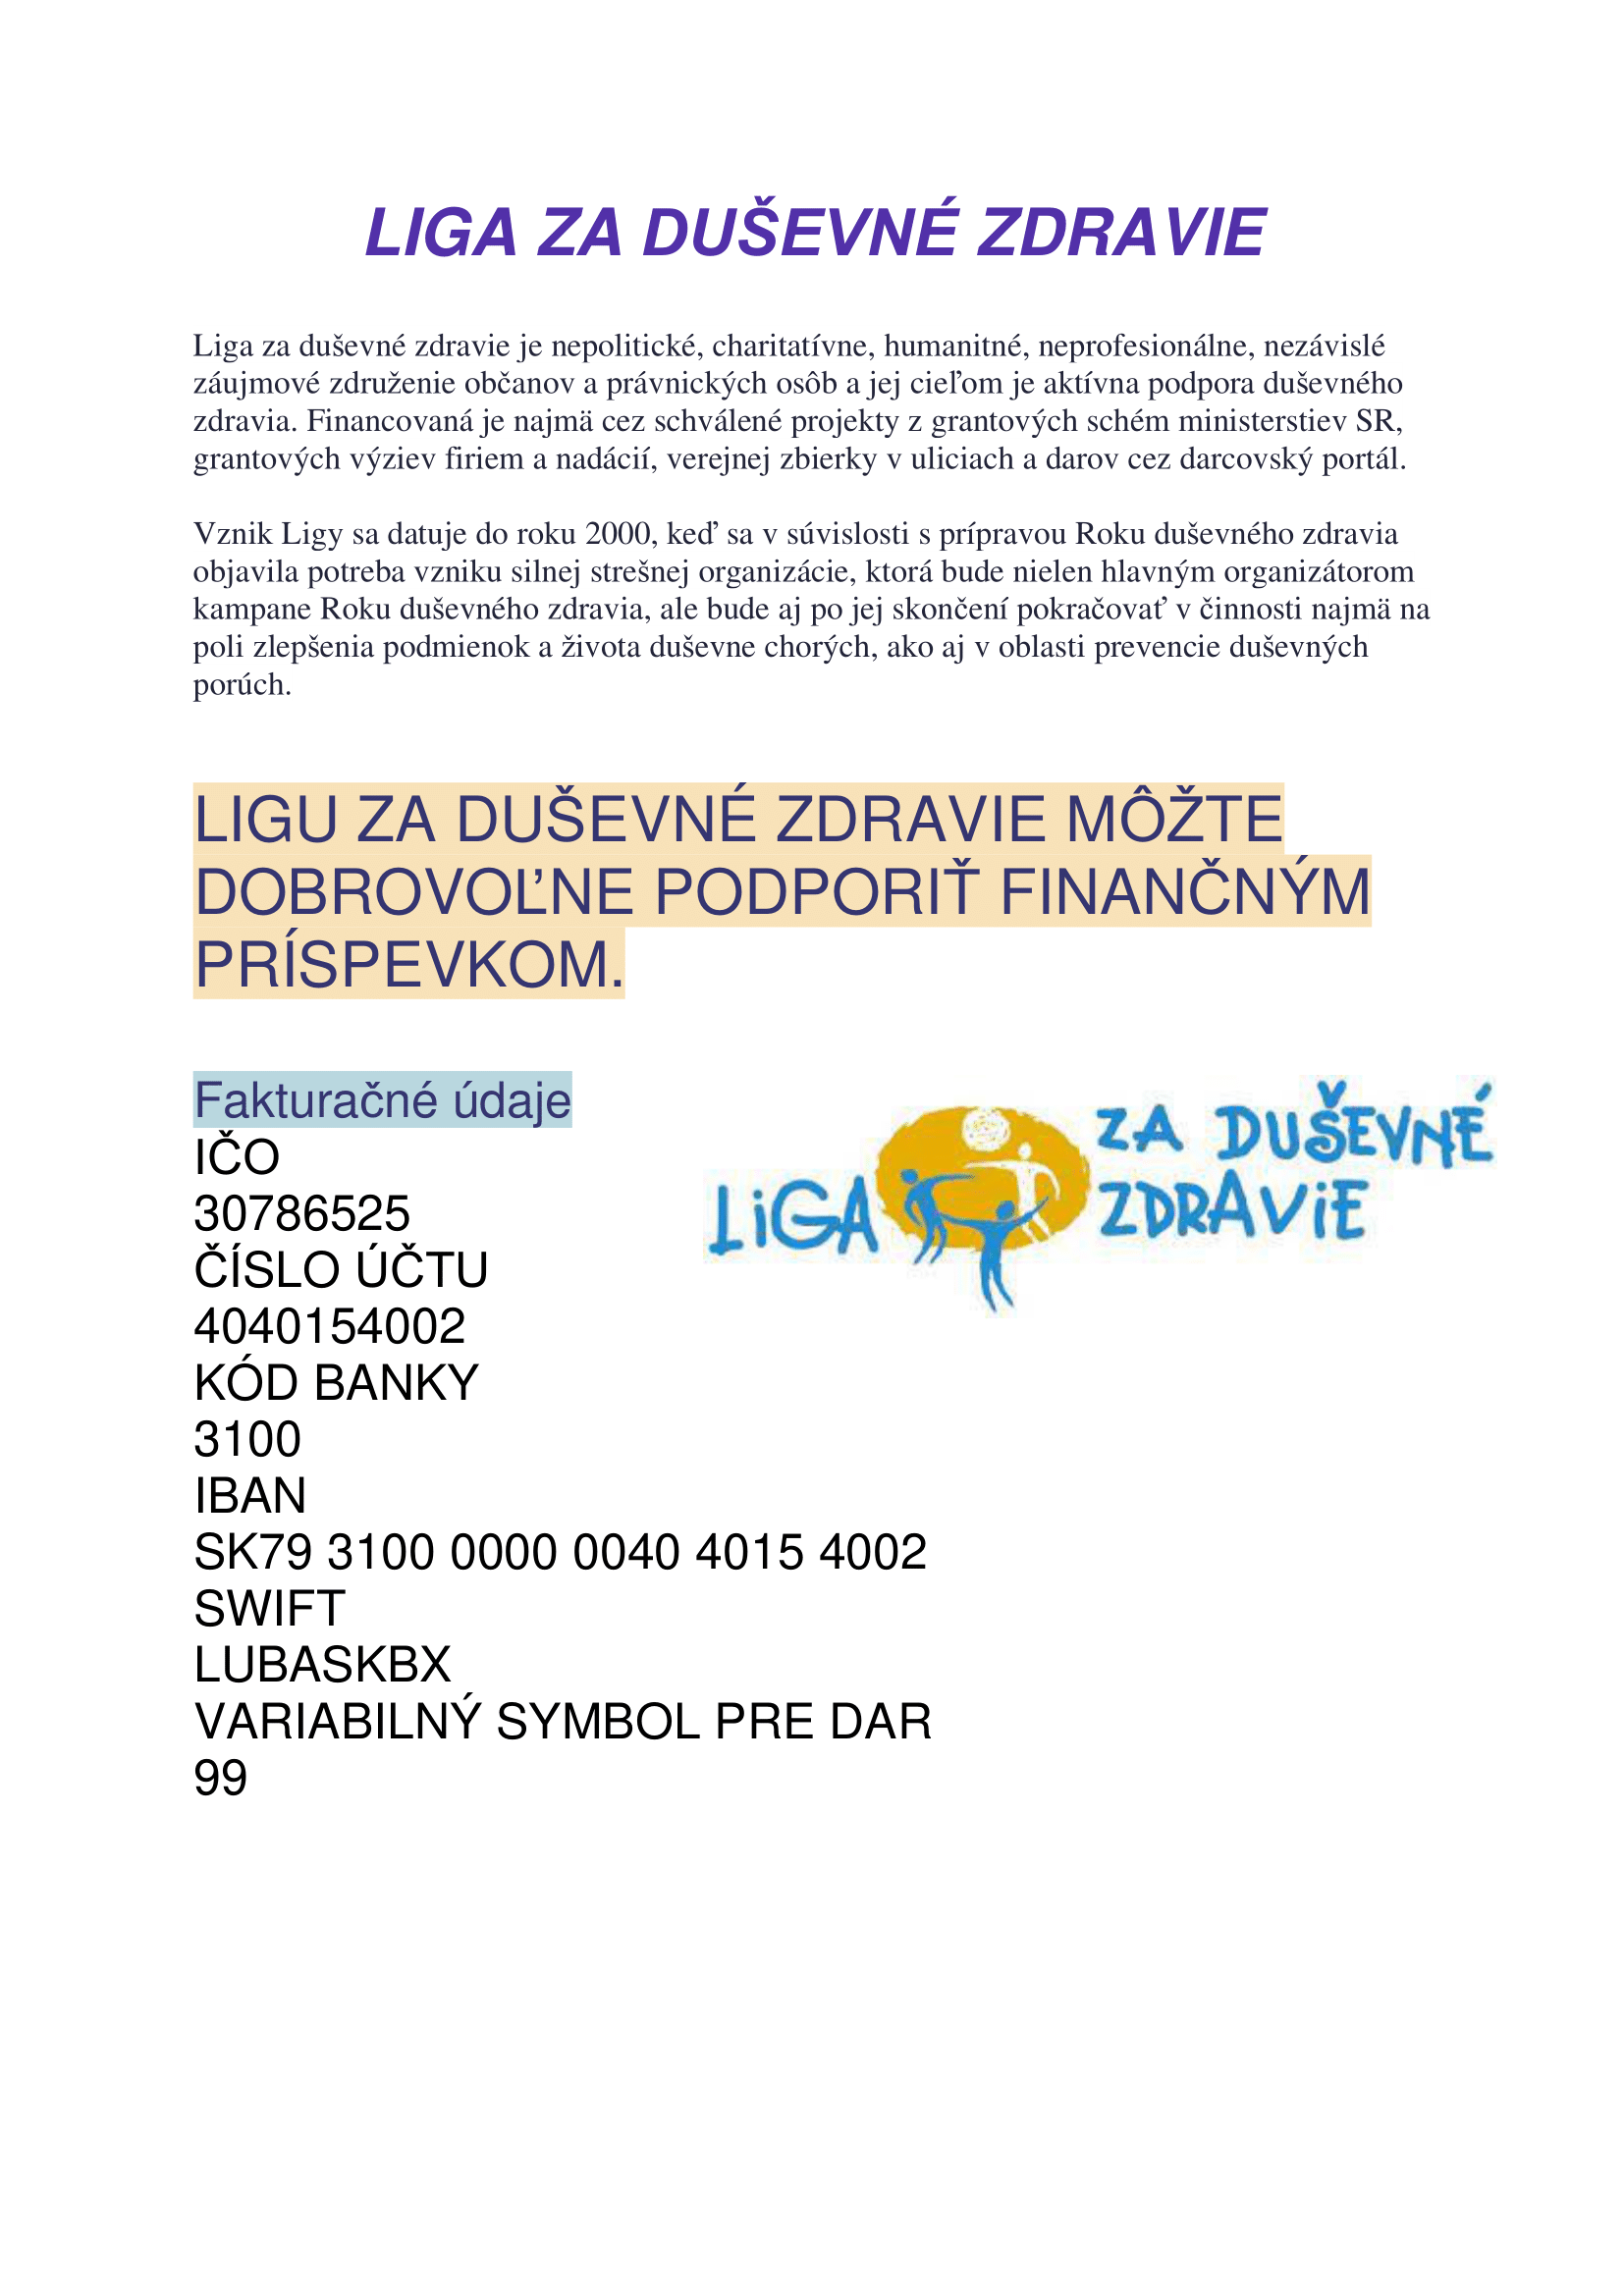 LIGA ZA DUŠEVNÉ ZDRAVIE
Liga za duševné zdravie je nepolitické, charitatívne, humanitné, neprofesionálne, nezávislé
záujmové združenie občanov a právnických osôb a jej cieľom je aktívna podpora duševného
zdravia. Financovaná je najmä cez schválené projekty z grantových schém ministerstiev SR,
grantových výziev firiem a nadácií, verejnej zbierky v uliciach a darov cez darcovský portál.
Vznik Ligy sa datuje do roku 2000, keď sa v súvislosti s prípravou Roku duševného zdravia
objavila potreba vzniku silnej strešnej organizácie, ktorá bude nielen hlavným organizátorom
kampane Roku duševného zdravia, ale bude aj po jej skončení pokračovať v činnosti najmä na
poli zlepšenia podmienok a života duševne chorých, ako aj v oblasti prevencie duševných
porúch.
LIGU ZA DUŠEVNÉ ZDRAVIE MÔŽTE
DOBROVOĽNE PODPORIŤ FINANČNÝM
PRÍSPEVKOM.
Fakturačné údaje
IČO
30786525
ČÍSLO ÚČTU
4040154002
KÓD BANKY
3100
IBAN
SK79 3100 0000 0040 4015 4002
SWIFT
LUBASKBX
VARIABILNÝ SYMBOL PRE DAR
99
LiGA ZA DUŠEVNÉ
ZDRAViE